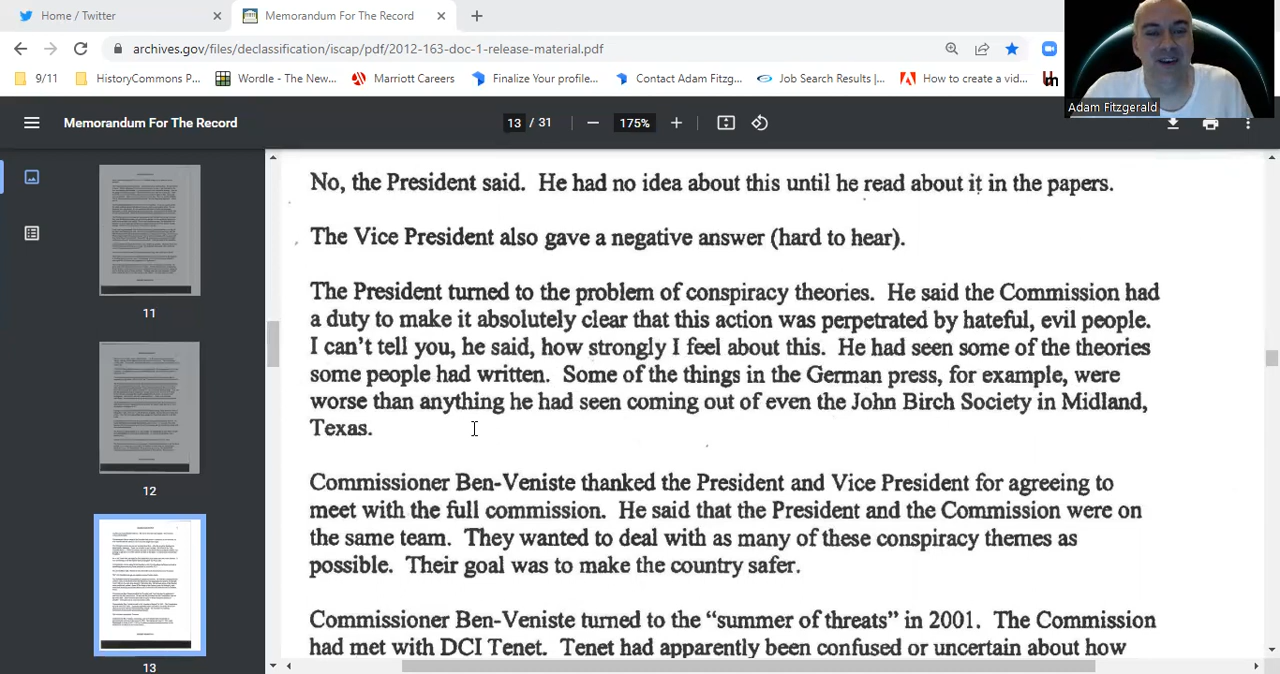 Home / Twitter
Memorandum For The Record
archives.gov/files/declassification/iscap/pdf/2012-163-doc-1-release-material.pdf
9/11
HistoryCommons P...
Wordle - The New...
Marriott Careers
Finalize Your profile...
Contact Adam Fitzg...
Job Search Results |...
How to create a vid...
Adam Fitzgerald
Memorandum For The Record
13 / 31
175%
11
12
13
No, the President said. He had no idea about this until he read about it in the papers.
The Vice President also gave a negative answer (hard to hear).
The President turned to the problem of conspiracy theories. He said the Commission had
a duty to make it absolutely clear that this action was perpetrated by hateful, evil people.
I can't tell you, he said, how strongly I feel about this. He had seen some of the theories
some people had written. Some of the things in the German press, for example, were
worse than anything he had seen coming out of even the John Birch Society in Midland,
Texas.
Commissioner Ben-Veniste thanked the President and Vice President for agreeing to
meet with the full commission. He said that the President and the Commission were on
the same team. They wanted to deal with as many of these conspiracy themes as
possible. Their goal was to make the country safer.
Commissioner Ben-Veniste turned to the "summer of threats" in 2001. The Commission
had met with DCI Tenet. Tenet had apparently been confused or uncertain about how